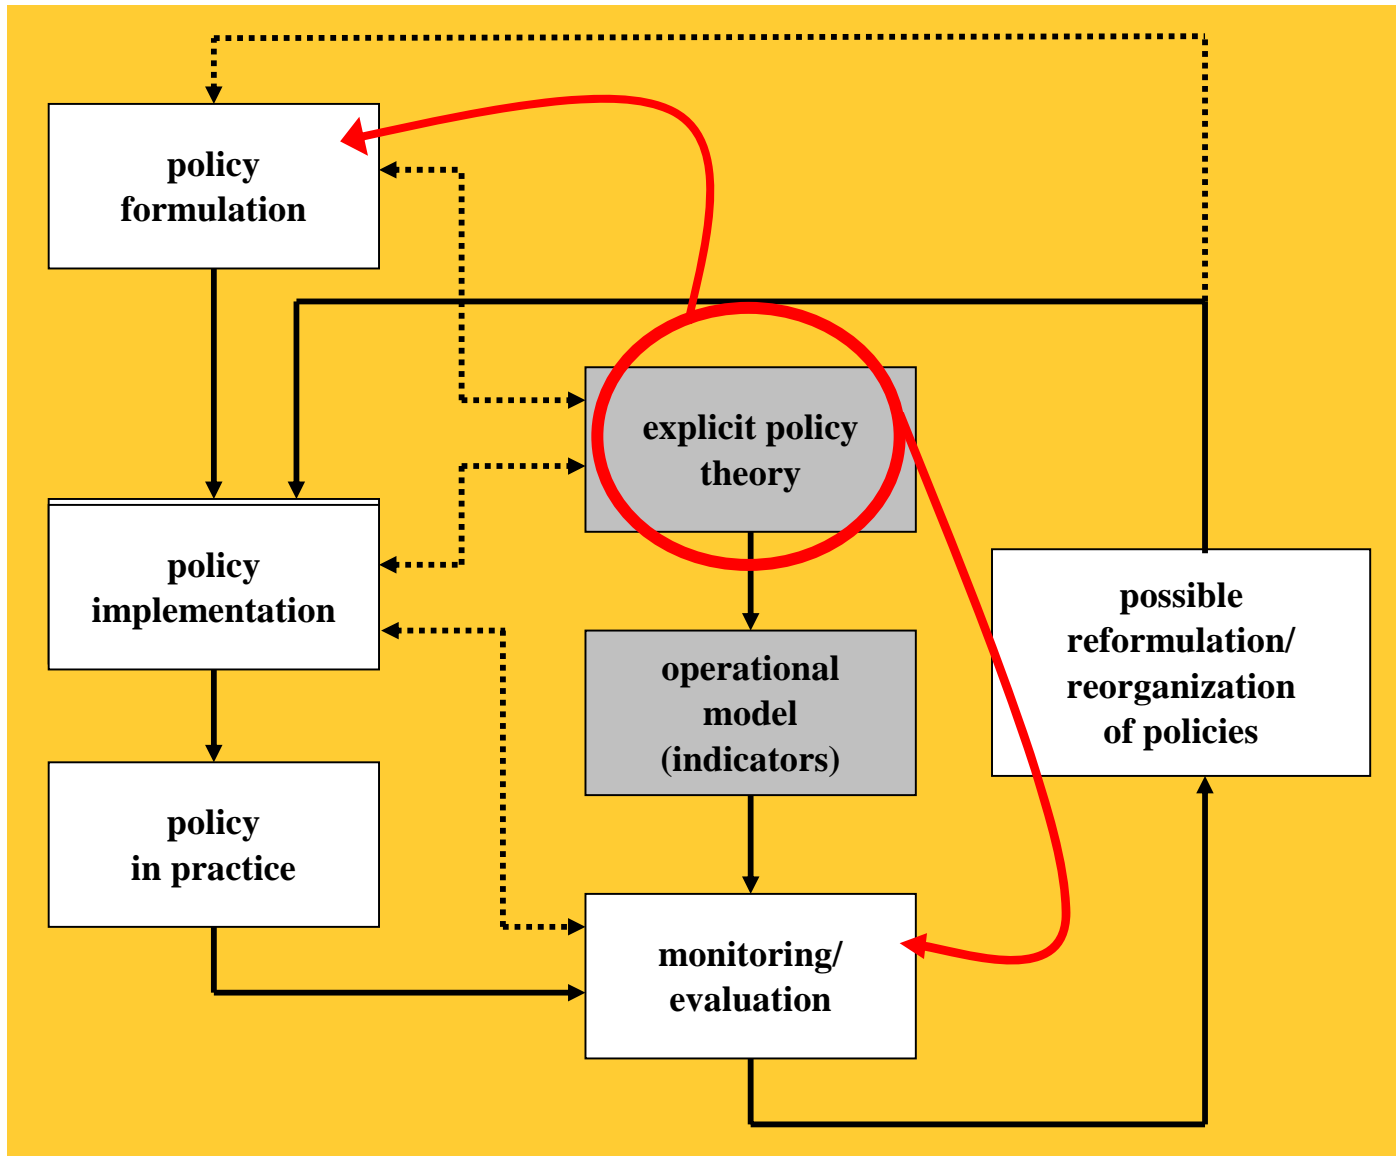 policy
formulation
explicit policy
theory
policy
implementation
possible
reformulation/
reorganization
of policies
operational
model
(indicators)
policy
in practice
monitoring/
evaluation